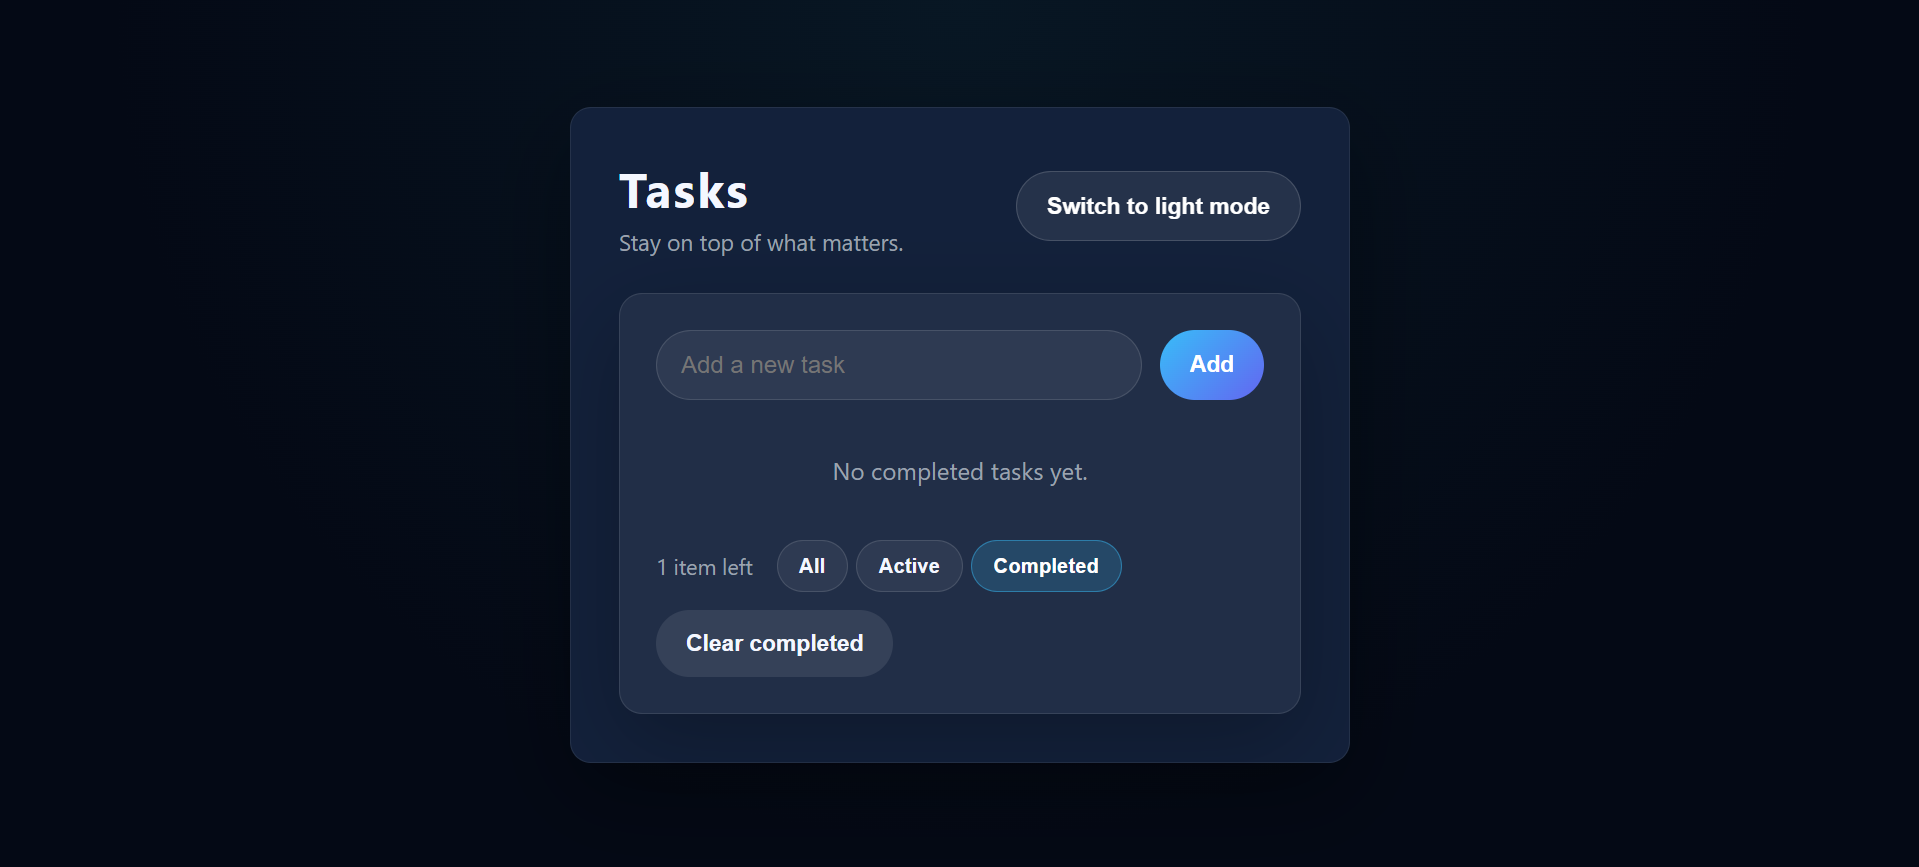 Tasks
Switch to light mode
Stay on top of what matters.
Add a new task
Add
No completed tasks yet.
1 item left
All
Active
Completed
Clear completed